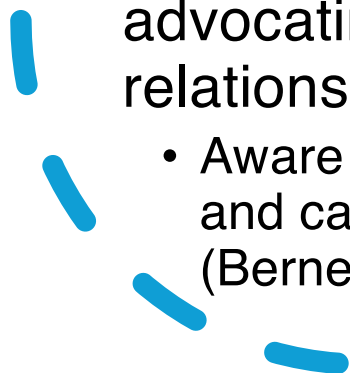 advocati
relations
• Aware
and ca
(Berne